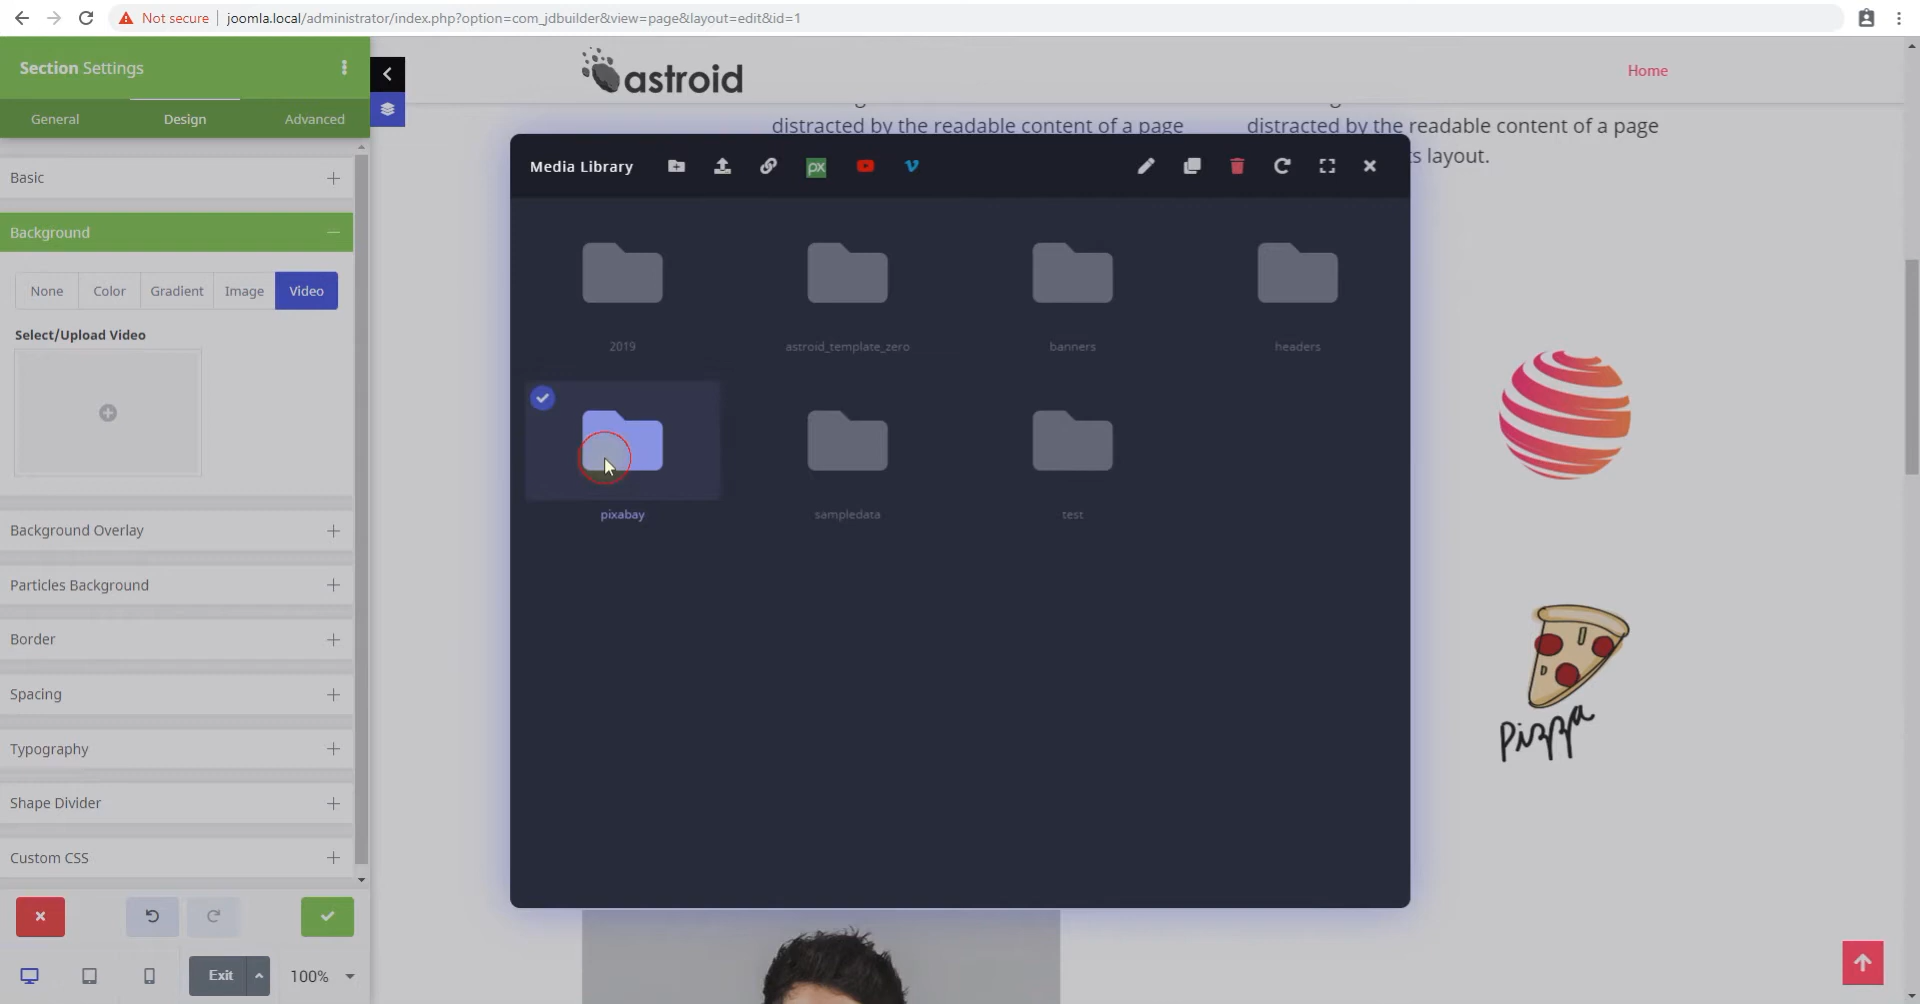 Not secure
joomla.local/administrator/index.php?option=com_jdbuilder&view=page&layout=edit&id=1
Section Settings
General
Design
Advanced
Basic
Background
None
Color
Gradient
Image
Video
Select/Upload Video
Background Overlay
Particles Background
Border
Spacing
Typography
Shape Divider
Custom CSS
Exit
100%
astroid
Home
distracted by the readable content of a page
distracted by the readable content of a page
layout.
Media Library
px
2019
astroid_template_zero
banners
headers
pixabay
sampledata
test
Pizza